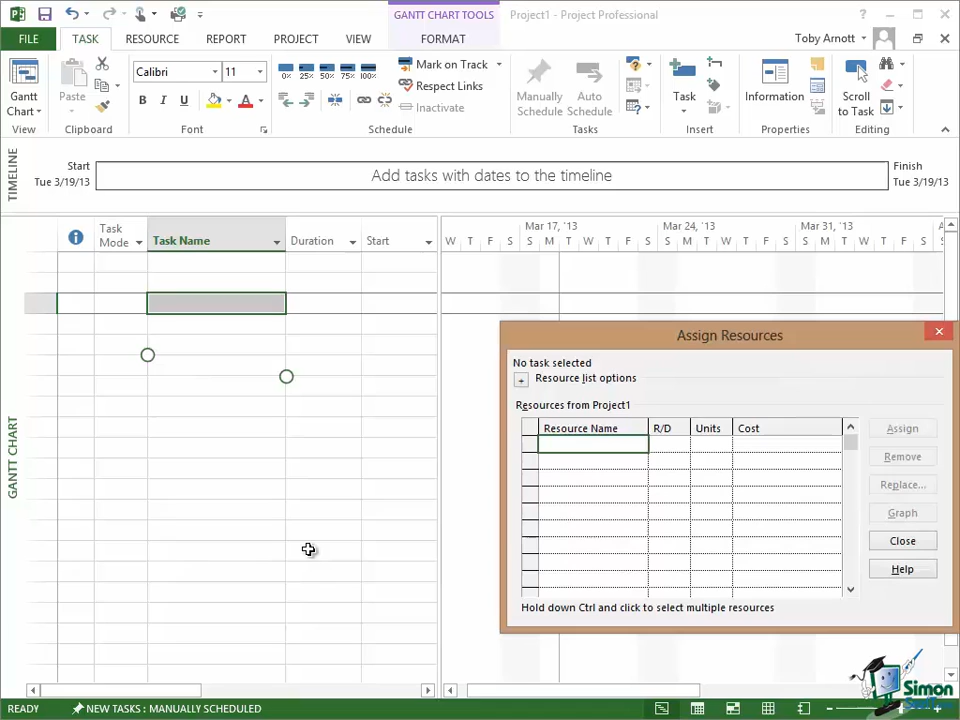 GANTT CHART TOOLS
Project1 - Project Professional
?
FILE
TASK
RESOURCE
REPORT
PROJECT
VIEW
FORMAT
Toby Arnott
Gantt
Chart
View
Paste
Clipboard
Calibri
11
B I U
A
Font
0% 25% 50% 75% 100%
Mark on Track
Respect Links
Inactivate
Schedule
Manually
Schedule
Auto
Schedule
Tasks
Task
Insert
Information
Properties
Scroll
to Task
Editing
TIMELINE
Start
Tue 3/19/13
Add tasks with dates to the timeline
Finish
Tue 3/19/13
GANTT CHART
Task
Mode
Task Name
Duration
Start
Mar 17, '13
Mar 24, '13
Mar 31, '13
W T F S S M T W T F S S M T W T F S S M T W T F S
Assign Resources
No task selected
+ Resource list options
Resources from Project1
Resource Name
R/D
Units
Cost
Assign
Remove
Replace...
Graph
Close
Help
Hold down Ctrl and click to select multiple resources
READY
NEW TASKS : MANUALLY SCHEDULED
Simon